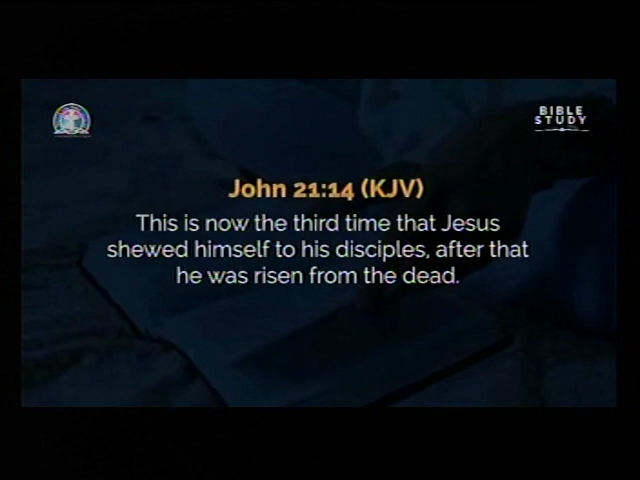 BIBLE
STUDY
John 21:14 (KJV)
This is now the third time that Jesus
shewed himself to his disciples, after that
he was risen from the dead.